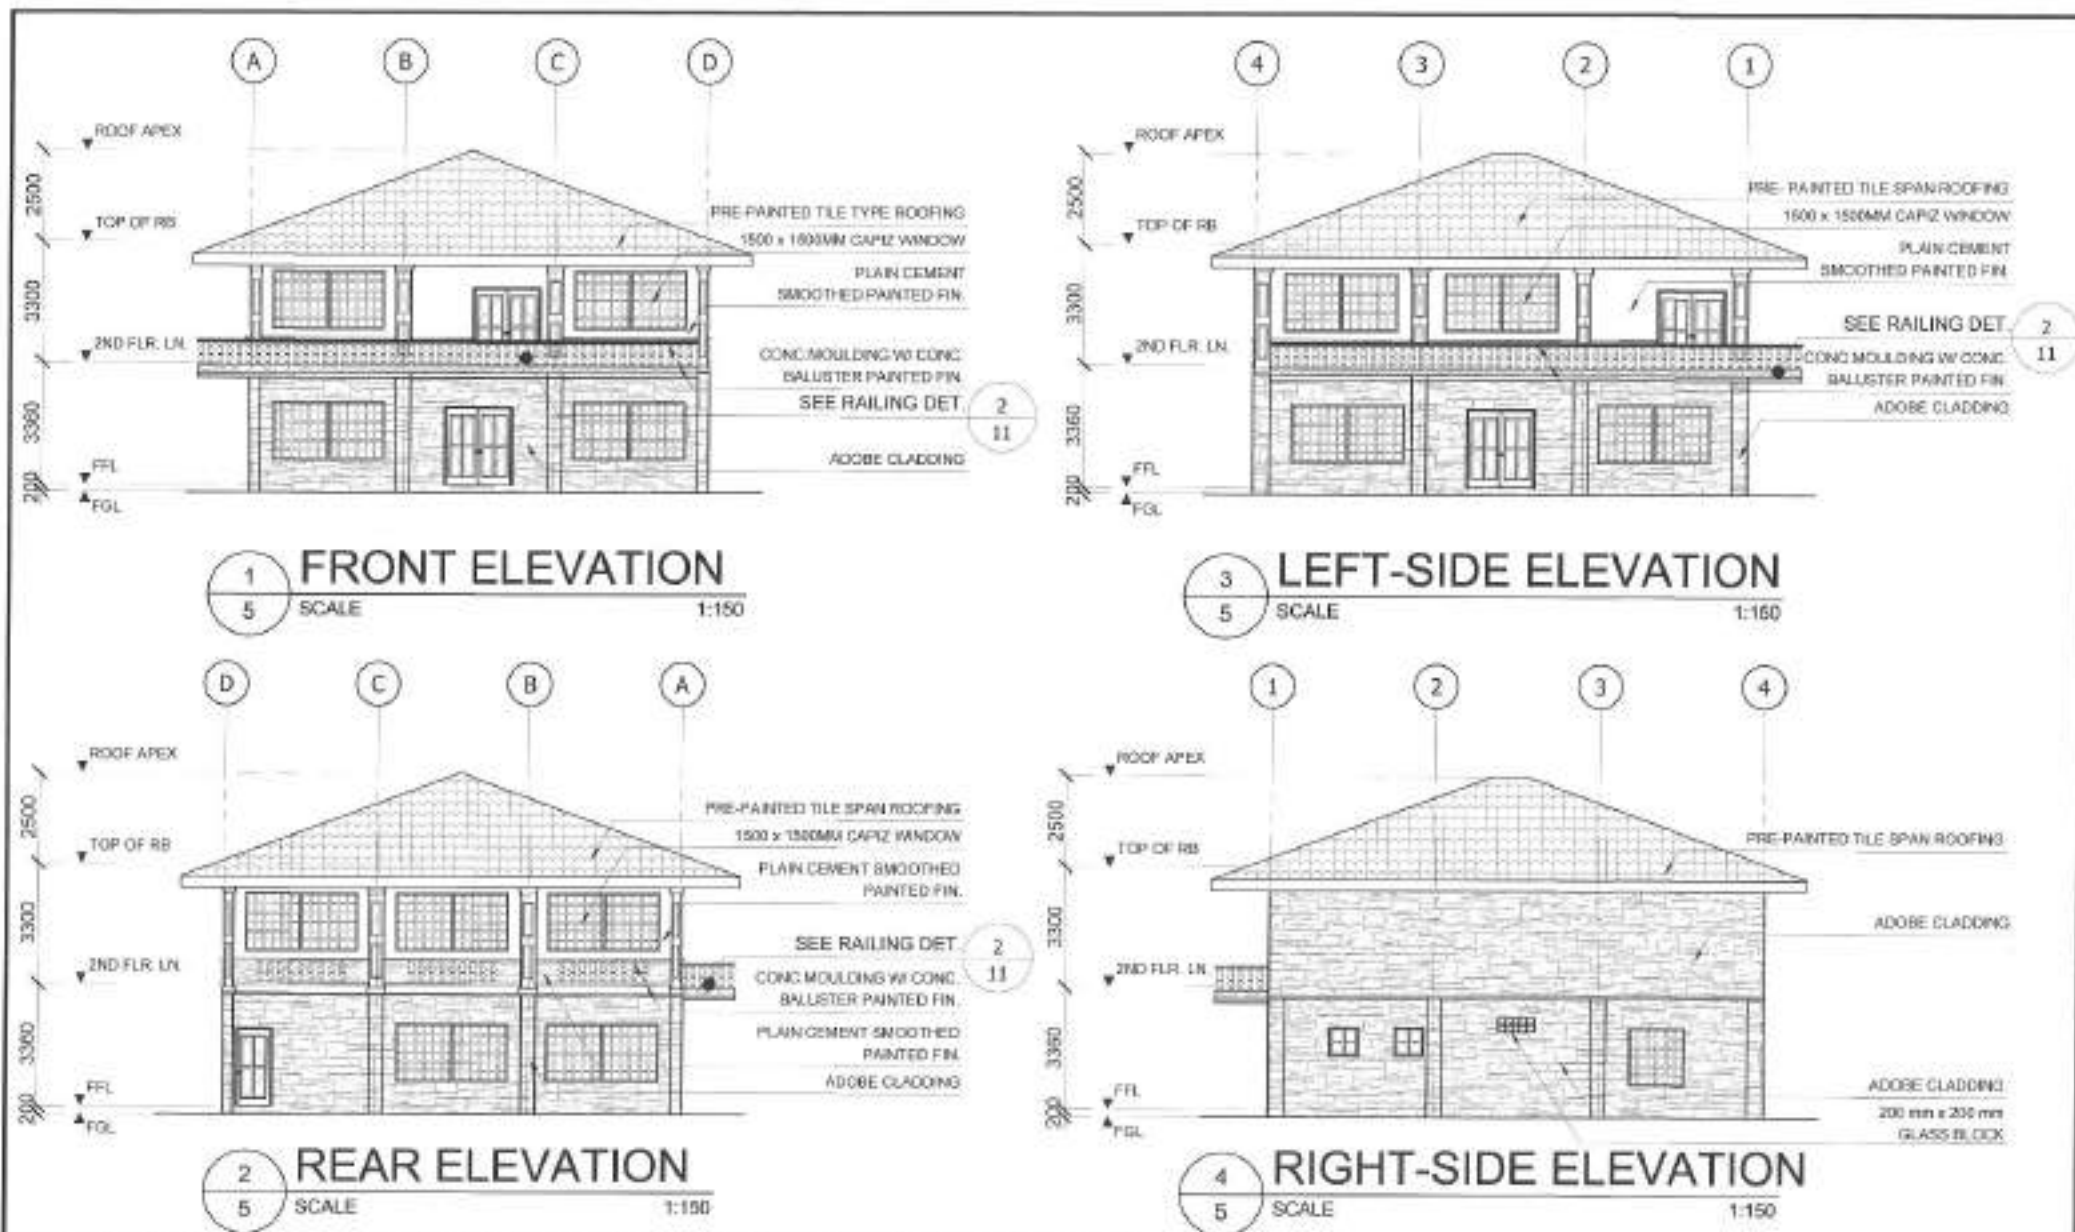 A B C D
ROOF APEX
2500
TOP OF RB
3300
2ND FLR. LN.
3360
FFL
200
FGL
PRE-PAINTED TILE TYPE ROOFING
1500 x 1500MM CAPIZ WINDOW
PLAIN CEMENT
SMOOTHED PAINTED FIN.
CONC MOULDING W/ CONC
BALUSTER PAINTED FIN.
SEE RAILING DET.
2
11
ADOBE CLADDING
1
5
FRONT ELEVATION
SCALE 1:150
4 3 2 1
ROOF APEX
2500
TOP OF RB
3300
2ND FLR. LN.
3360
FFL
200
FGL
PRE- PAINTED TILE SPAN ROOFING
1500 x 1500MM CAPIZ WINDOW
PLAIN CEMENT
SMOOTHED PAINTED FIN.
SEE RAILING DET.
2
11
CONC MOULDING W/ CONC
BALUSTER PAINTED FIN.
ADOBE CLADDING
3
5
LEFT-SIDE ELEVATION
SCALE 1:150
D C B A
ROOF APEX
2500
TOP OF RB
3300
2ND FLR. LN.
3360
FFL
200
FGL
PRE-PAINTED TILE SPAN ROOFING
1500 x 1500MM CAPIZ WINDOW
PLAIN CEMENT SMOOTHED
PAINTED FIN.
SEE RAILING DET.
2
11
CONC MOULDING W/ CONC.
BALUSTER PAINTED FIN.
PLAIN CEMENT SMOOTHED
PAINTED FIN.
ADOBE CLADDING
2
5
REAR ELEVATION
SCALE 1:150
1 2 3 4
ROOF APEX
2500
TOP OF RB
3300
2ND FLR. LN.
3360
FFL
200
FGL
PRE-PAINTED TILE SPAN ROOFING
ADOBE CLADDING
ADOBE CLADDING
200 mm x 200 mm
GLASS BLOCK
4
5
RIGHT-SIDE ELEVATION
SCALE 1:150